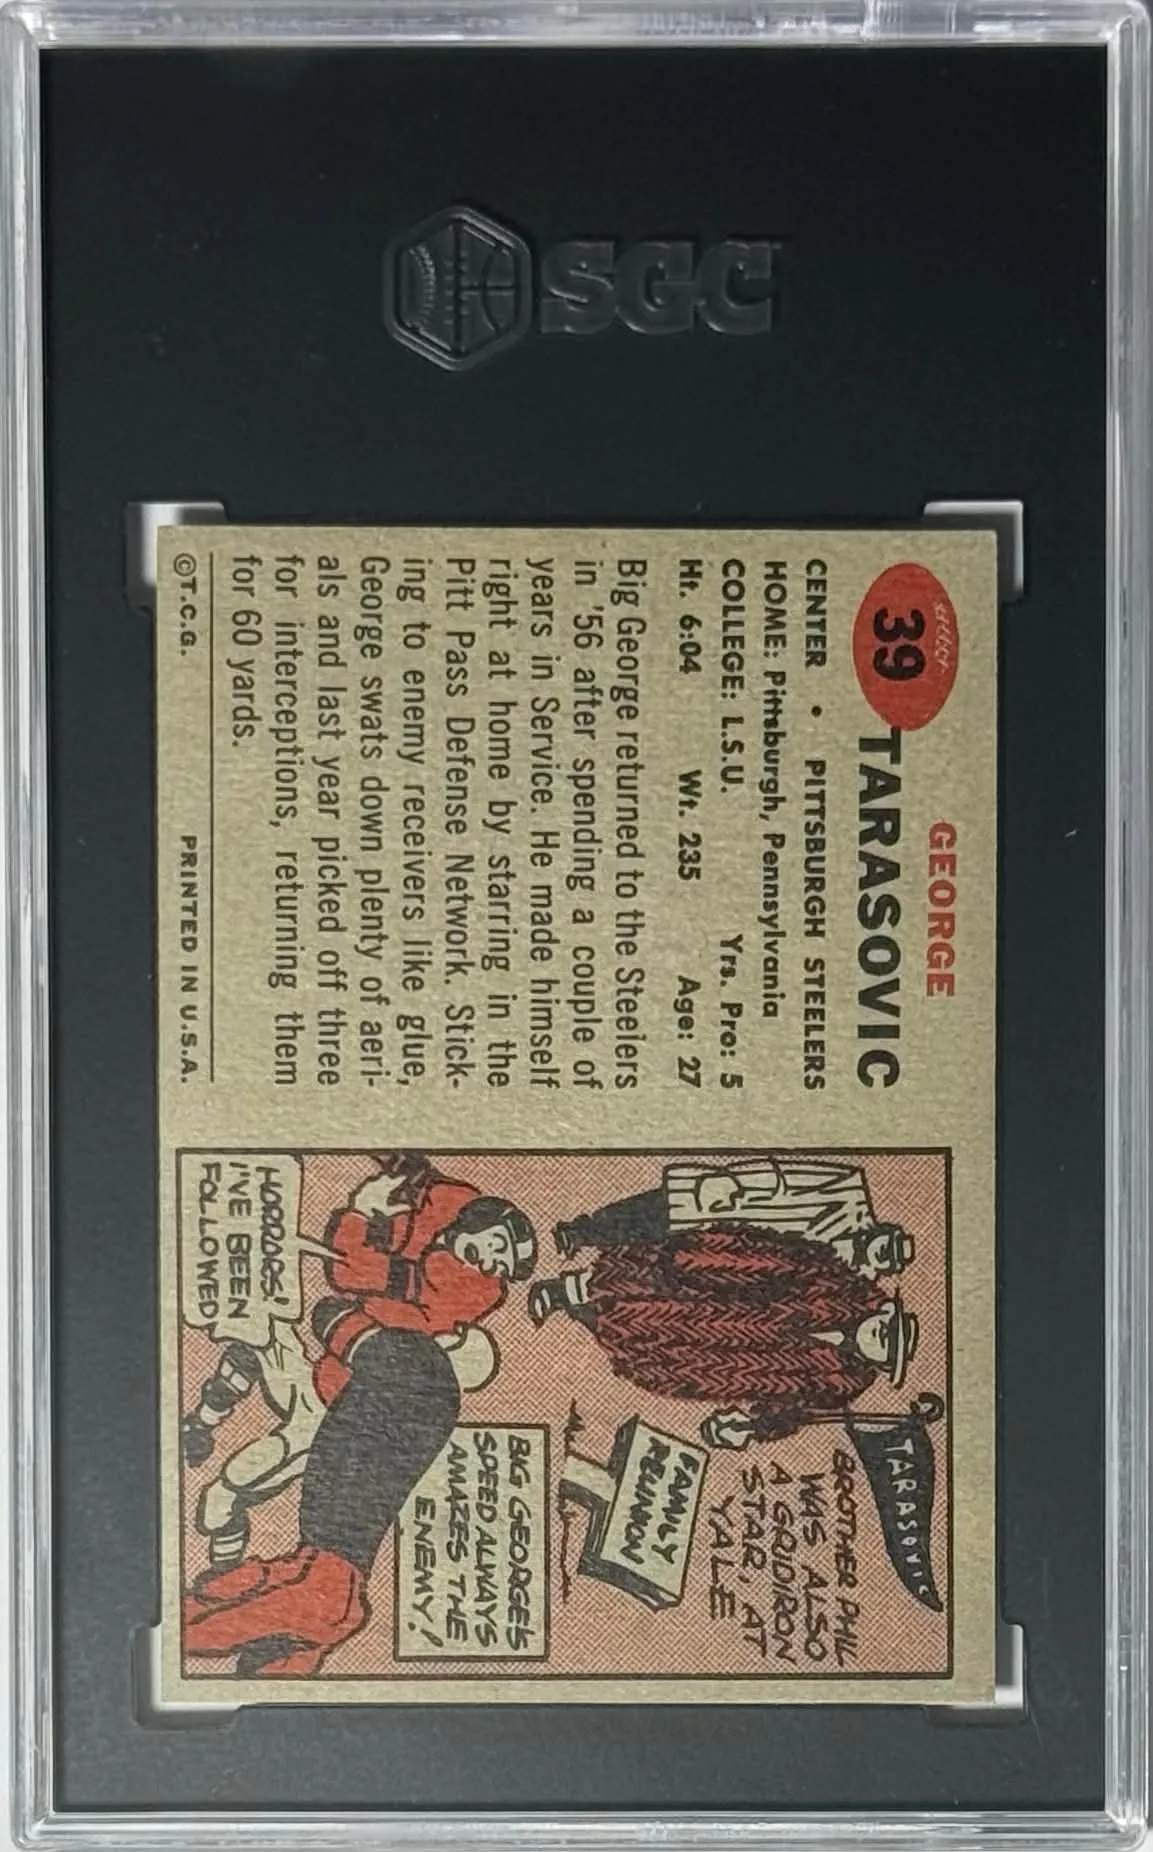 SGC
39
GEORGE
TARASOVIC
CENTER • PITTSBURGH STEELERS
HOME: Pittsburgh, Pennsylvania
COLLEGE: L.S.U. Yrs. Pro: 5
Ht. 6:04 Wt. 235 Age: 27
Big George returned to the Steelers
in '56 after spending a couple of
years in Service. He made himself
right at home by starring in the
Pitt Pass Defense Network. Stick-
ing to enemy receivers like glue,
George swats down plenty of aeri-
als and last year picked off three
for interceptions, returning them
for 60 yards.
©T.C.G. PRINTED IN U.S.A.
TARASOVIC
BROTHER PHIL
WAS ALSO
A GRIDIRON
STAR, AT
YALE
FAMILY
REUNION
BIG GEORGE'S
SPEED ALWAYS
AMAZES THE
ENEMY!
HORRORS!
I'VE BEEN
FOLLOWED